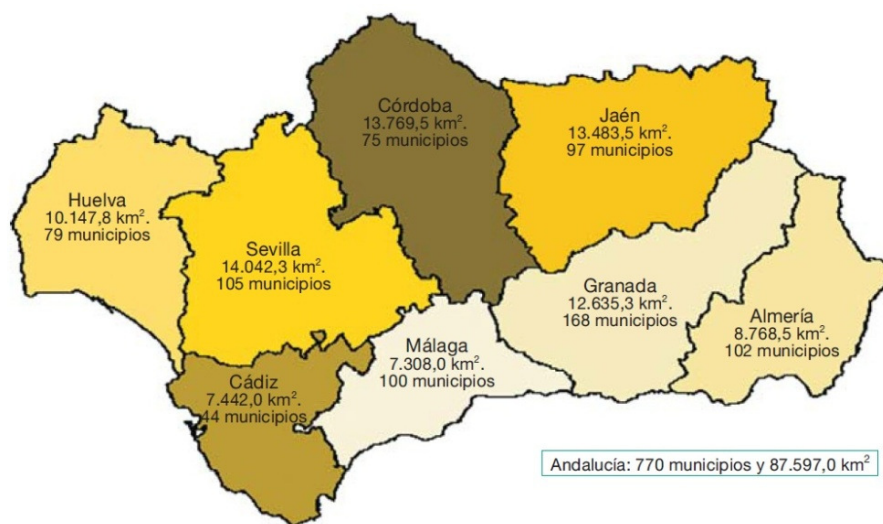 Córdoba
13.769,5 km².
75 municipios
Jaén
13.483,5 km².
97 municipios
Huelva
10.147,8 km².
79 municipios
Sevilla
14.042,3 km².
105 municipios
Granada
12.635,3 km².
168 municipios
Almería
8.768,5 km².
102 municipios
Málaga
7.308,0 km².
100 municipios
Cádiz
7.442,0 km².
44 municipios
Andalucía: 770 municipios y 87.597,0 km²